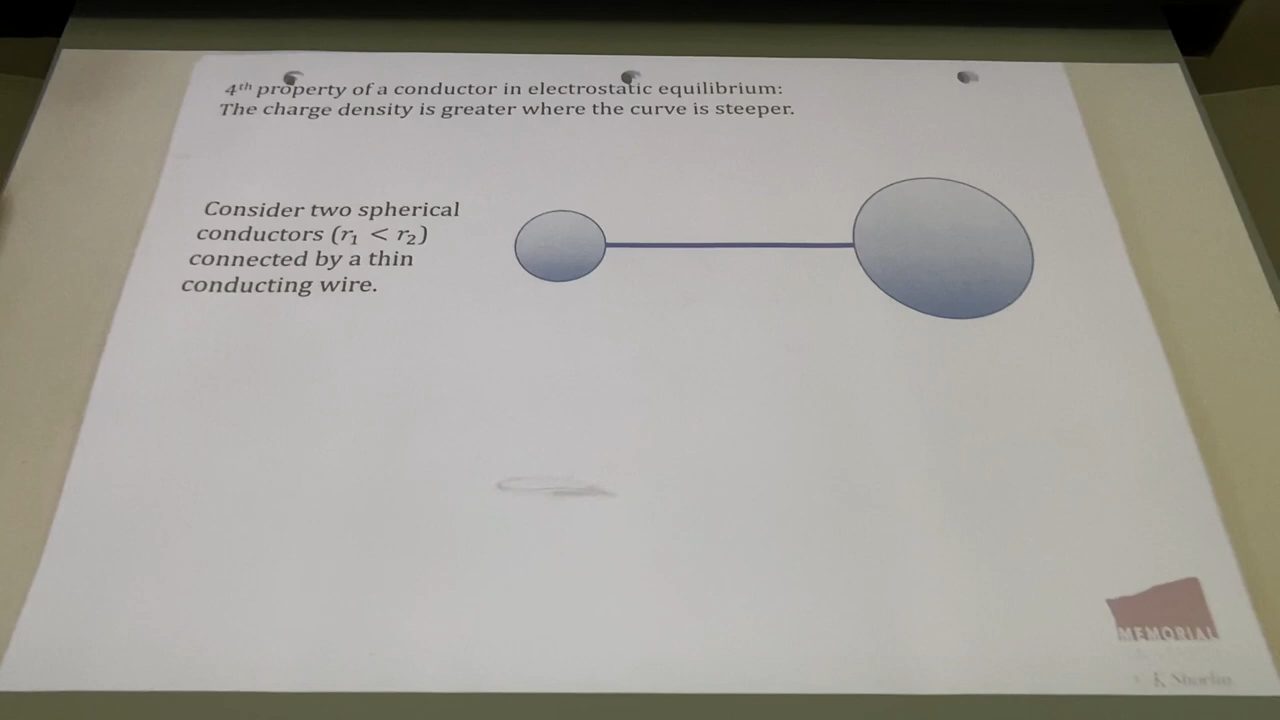 4th property of a conductor in electrostatic equilibrium:
The charge density is greater where the curve is steeper.
Consider two spherical
conductors (r₁ < r₂)
connected by a thin
conducting wire.
MEMORIAL